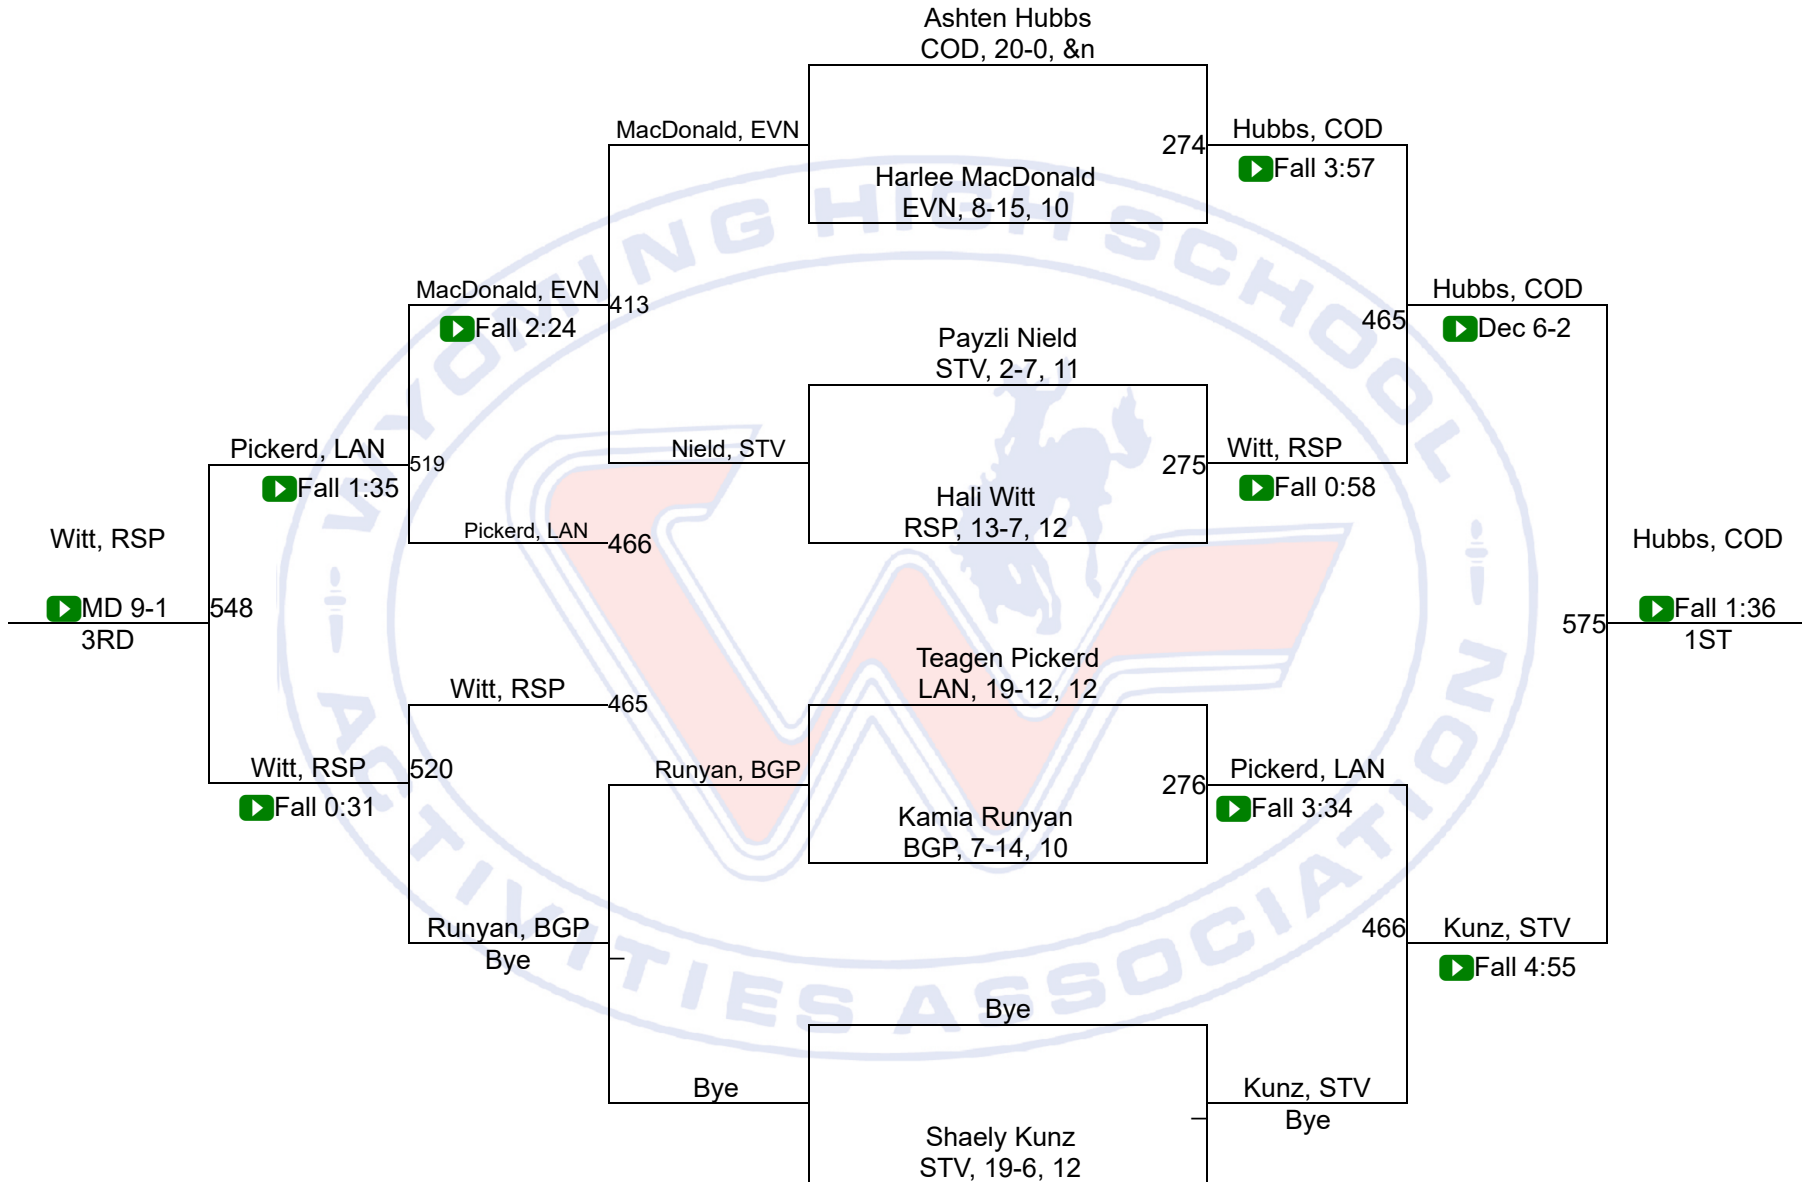 Ashten Hubbs
COD, 20-0, &n
MacDonald, EVN
274
Hubbs, COD
Fall 3:57
Harlee MacDonald
EVN, 8-15, 10
MacDonald, EVN
413
Fall 2:24
Hubbs, COD
465
Dec 6-2
Payzli Nield
STV, 2-7, 11
Pickerd, LAN
519
Fall 1:35
Nield, STV
275
Witt, RSP
Fall 0:58
Hali Witt
RSP, 13-7, 12
Pickerd, LAN
466
Witt, RSP
MD 9-1
548
3RD
Hubbs, COD
575
Fall 1:36
1ST
Teagen Pickerd
LAN, 19-12, 12
Witt, RSP
465
Witt, RSP
520
Fall 0:31
Runyan, BGP
276
Pickerd, LAN
Fall 3:34
Kamia Runyan
BGP, 7-14, 10
Runyan, BGP
Bye
466
Kunz, STV
Fall 4:55
Bye
Bye
Kunz, STV
Bye
Shaely Kunz
STV, 19-6, 12
WYOMING HIGH SCHOOL
ACTIVITIES ASSOCIATION